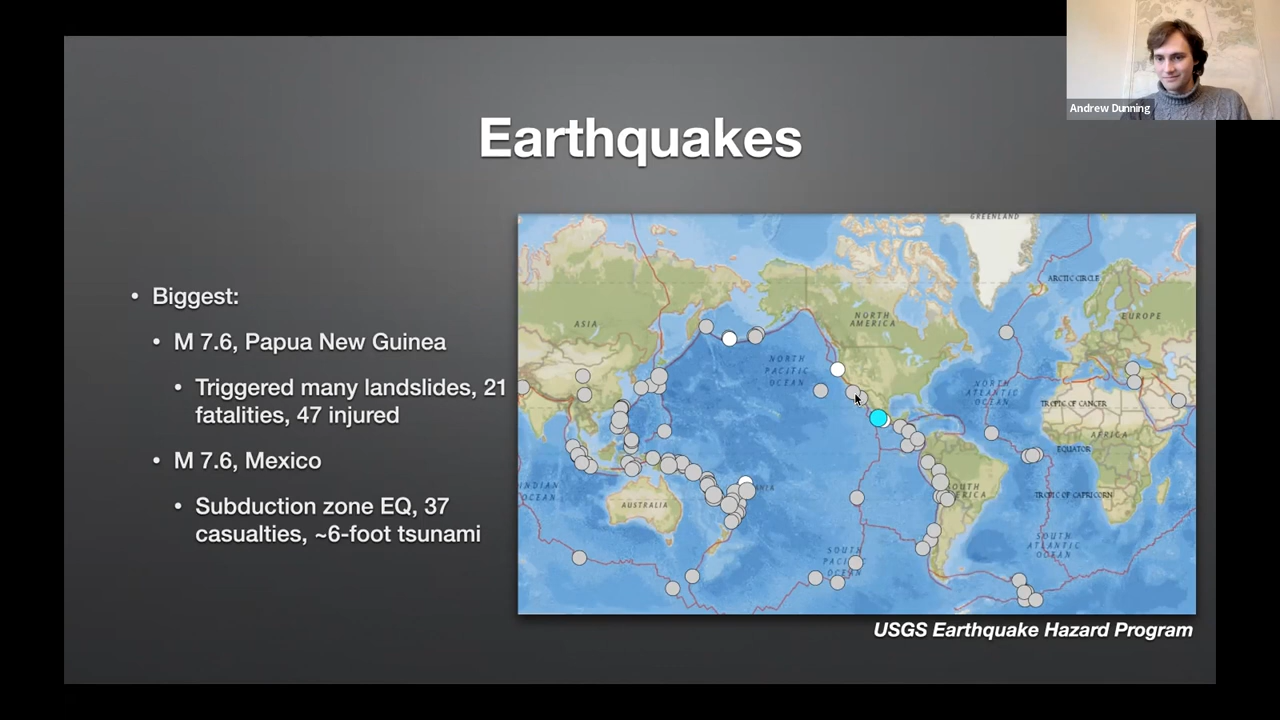 Andrew Dunning
Earthquakes
• Biggest:
• M 7.6, Papua New Guinea
• Triggered many landslides, 21
fatalities, 47 injured
• M 7.6, Mexico
• Subduction zone EQ, 37
casualties, ~6-foot tsunami
GREENLAND
ARCTIC CIRCLE
ASIA
NORTH
AMERICA
EUROPE
NORTH
PACIFIC
OCEAN
NORTH
ATLANTIC
OCEAN
TROPIC OF CANCER
AFRICA
EQUATOR
INDIAN
OCEAN
TROPIC OF CAPRICORN
AUSTRALIA
SOUTH
PACIFIC
OCEAN
SOUTH
ATLANTIC
OCEAN
USGS Earthquake Hazard Program